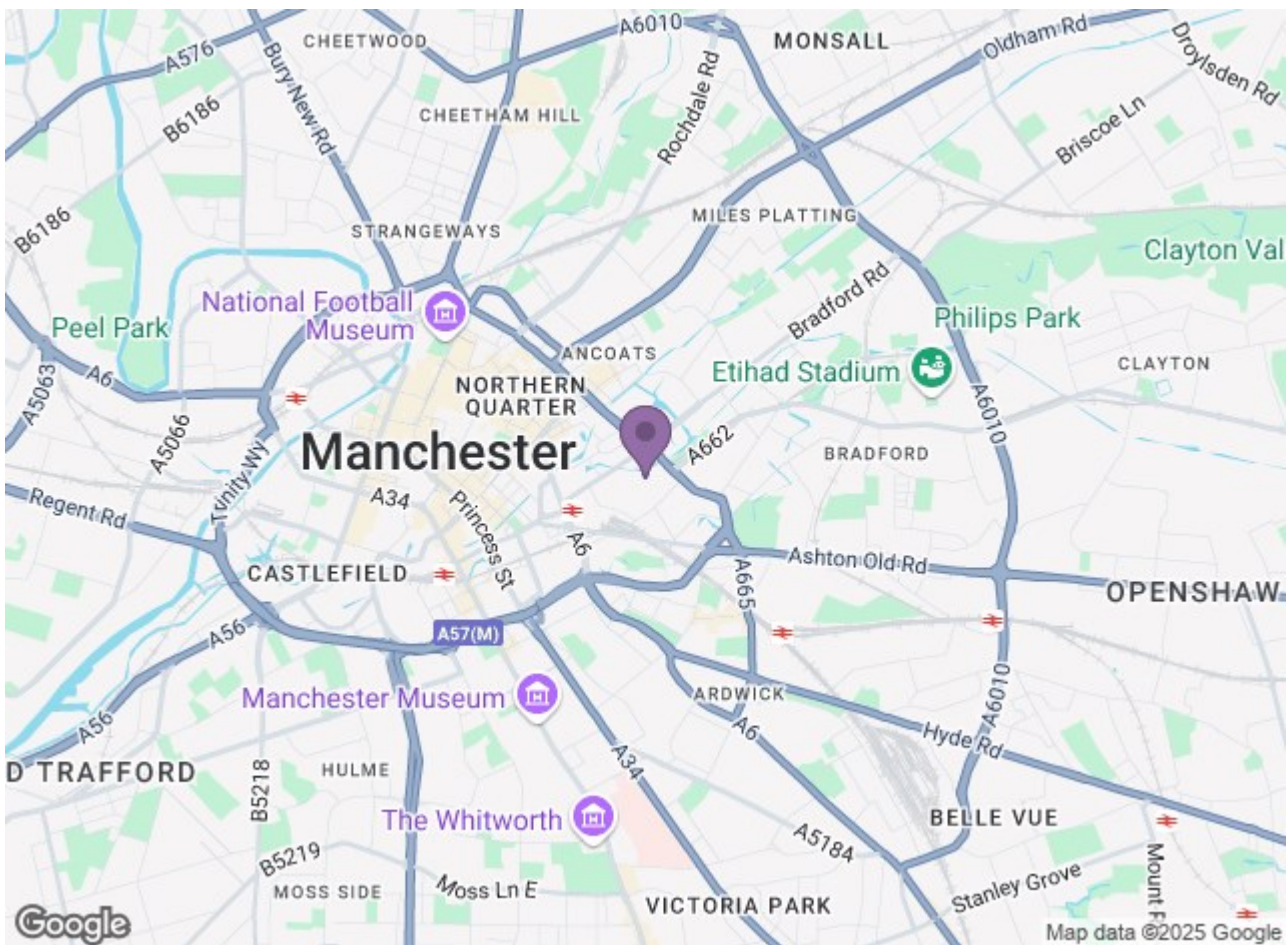 CHEETWOOD
A6010
MONSALL
Oldham Rd
Droylsden Rd
A576
Bury New Rd
B6186
CHEETHAM HILL
Rochdale Rd
Briscoe Ln
B6186
STRANGEWAYS
MILES PLATTING
Clayton Val
National Football
Museum
Bradford Rd
Peel Park
Philips Park
ANCOATS
CLAYTON
A5063
A6
NORTHERN
QUARTER
Etihad Stadium
A6010
A5066
Manchester
A662
BRADFORD
Trinity Wy
Regent Rd
A34
Princess St
A6
Ashton Old Rd
CASTLEFIELD
A665
OPENSHAW
A56
A57(M)
Manchester Museum
ARDWICK
A6010
A56
A6
Hyde Rd
D TRAFFORD
HULME
B5218
A34
The Whitworth
BELLE VUE
A5184
B5219
MOSS SIDE
Moss Ln E
VICTORIA PARK
Stanley Grove
Mount R
Google
Map data ©2025 Google